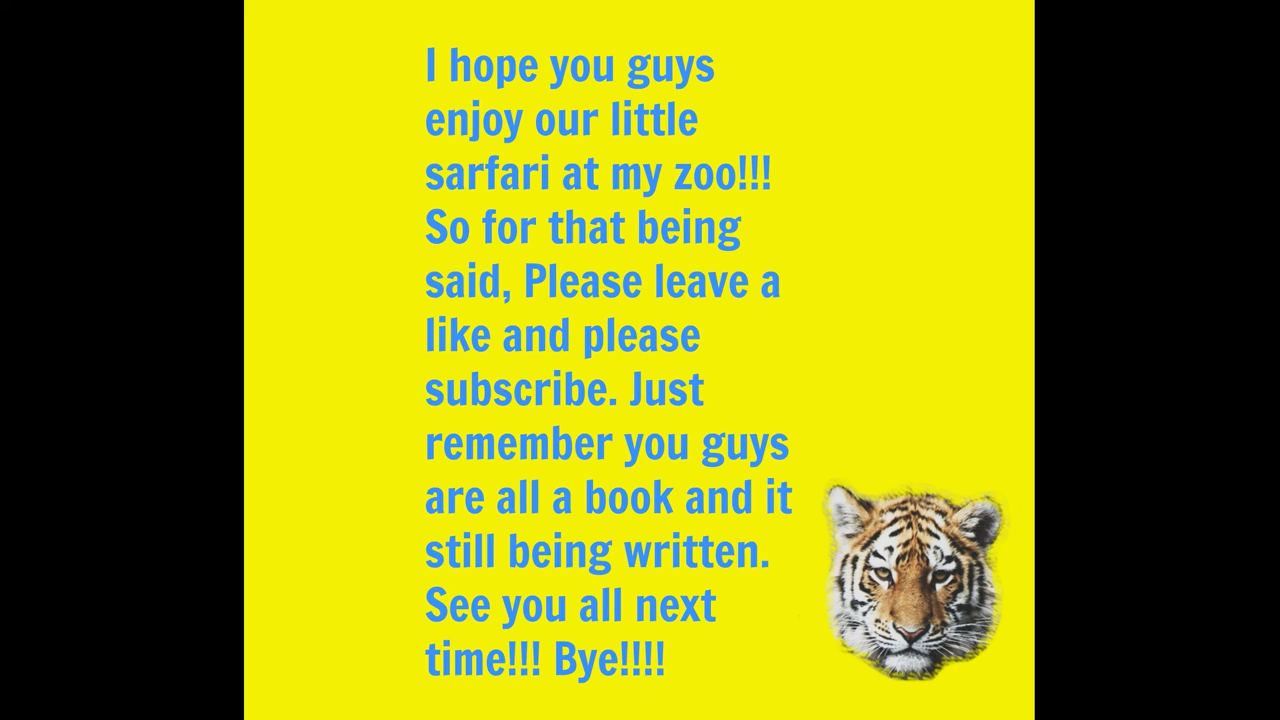 I hope you guys
enjoy our little
sarfari at my zoo!!!
So for that being
said, Please leave a
like and please
subscribe. Just
remember you guys
are all a book and it
still being written.
See you all next
time!!! Bye!!!!